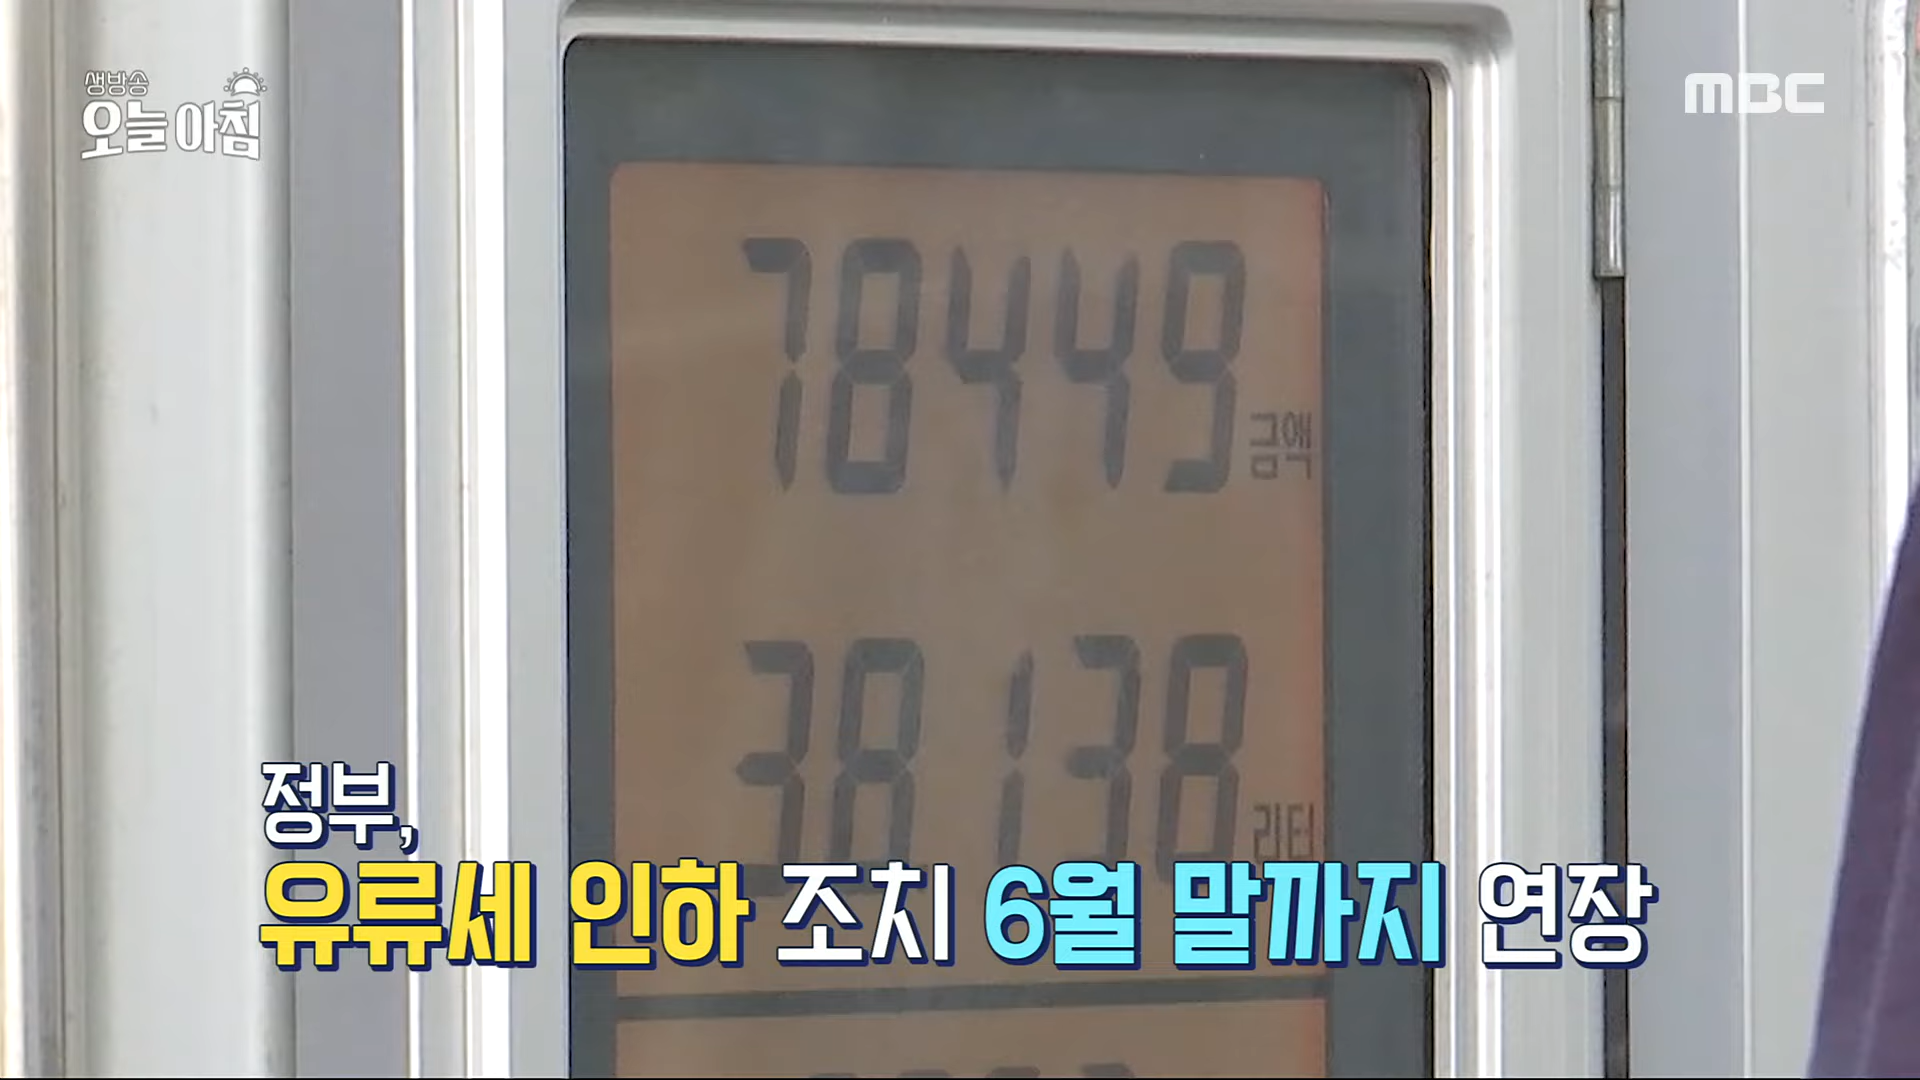 생방송
오늘 아침
MBC
78449
금액
38138
리터
정부,
유류세 인하 조치 6월 말까지 연장